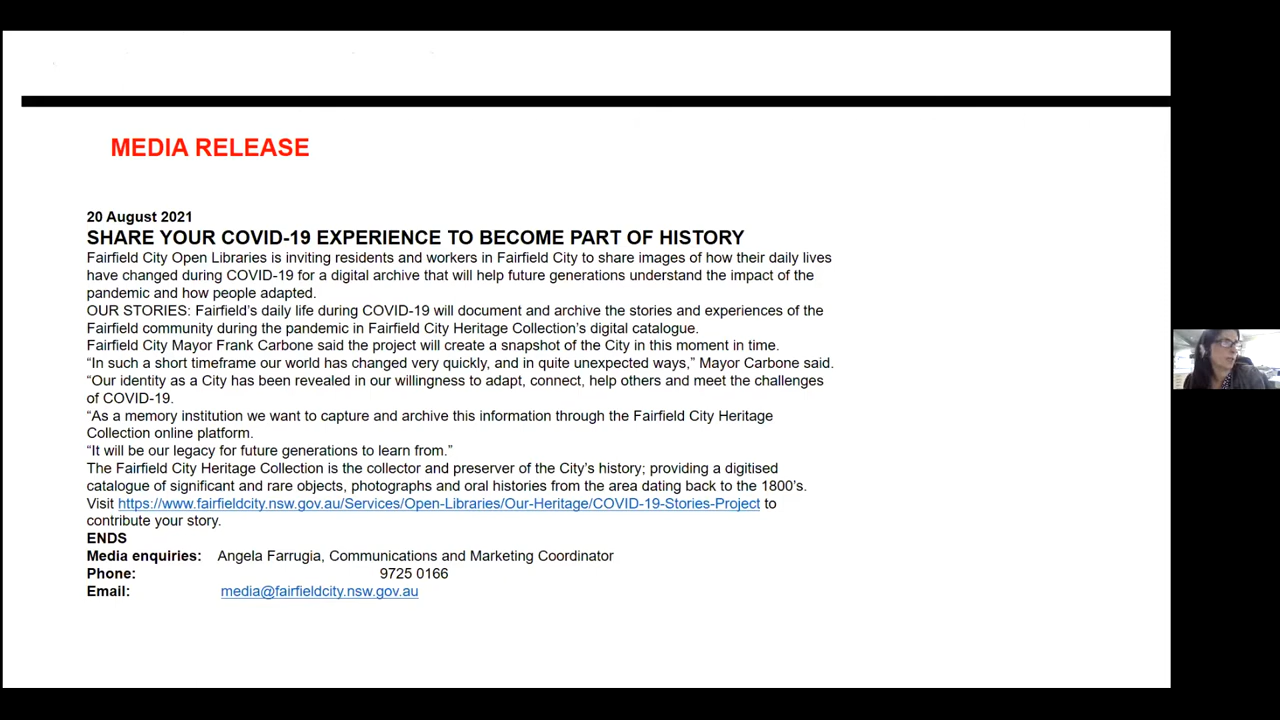 MEDIA RELEASE
20 August 2021
SHARE YOUR COVID-19 EXPERIENCE TO BECOME PART OF HISTORY
Fairfield City Open Libraries is inviting residents and workers in Fairfield City to share images of how their daily lives
have changed during COVID-19 for a digital archive that will help future generations understand the impact of the
pandemic and how people adapted.
OUR STORIES: Fairfield’s daily life during COVID-19 will document and archive the stories and experiences of the
Fairfield community during the pandemic in Fairfield City Heritage Collection’s digital catalogue.
Fairfield City Mayor Frank Carbone said the project will create a snapshot of the City in this moment in time.
“In such a short timeframe our world has changed very quickly, and in quite unexpected ways,” Mayor Carbone said.
“Our identity as a City has been revealed in our willingness to adapt, connect, help others and meet the challenges
of COVID-19.
“As a memory institution we want to capture and archive this information through the Fairfield City Heritage
Collection online platform.
“It will be our legacy for future generations to learn from.”
The Fairfield City Heritage Collection is the collector and preserver of the City’s history; providing a digitised
catalogue of significant and rare objects, photographs and oral histories from the area dating back to the 1800’s.
Visit https://www.fairfieldcity.nsw.gov.au/Services/Open-Libraries/Our-Heritage/COVID-19-Stories-Project to
contribute your story.
ENDS
Media enquiries: Angela Farrugia, Communications and Marketing Coordinator
Phone: 9725 0166
Email: media@fairfieldcity.nsw.gov.au